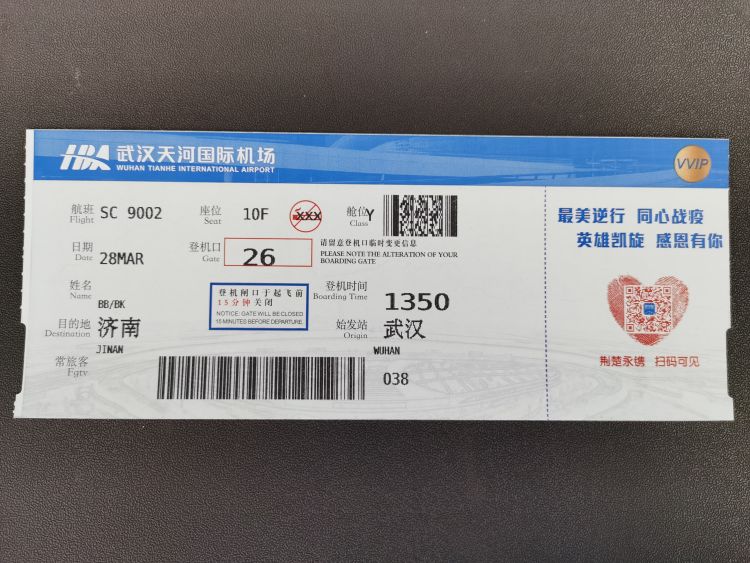 HBA 武汉天河国际机场
WUHAN TIANHE INTERNATIONAL AIRPORT
VVIP
航班 SC 9002
Flight
座位 10F
Seat
XXX
舱位 Y
Class
日期 28MAR
Date
登机口 26
Gate
请留意登机口临时变更信息
PLEASE NOTE THE ALTERATION OF YOUR
BOARDING GATE
姓名
Name
BB/BK
登机闸口于起飞前
15分钟关闭
NOTICE, GATE WILL BE CLOSED
15 MINUTES BEFORE DEPARTURE.
登机时间 1350
Boarding Time
目的地 济南
Destination
JINAN
始发站 武汉
Origin
WUHAN
常旅客
Fqtv
038
最美逆行 同心战疫
英雄凯旋 感恩有你
荆楚永镌 扫码可见